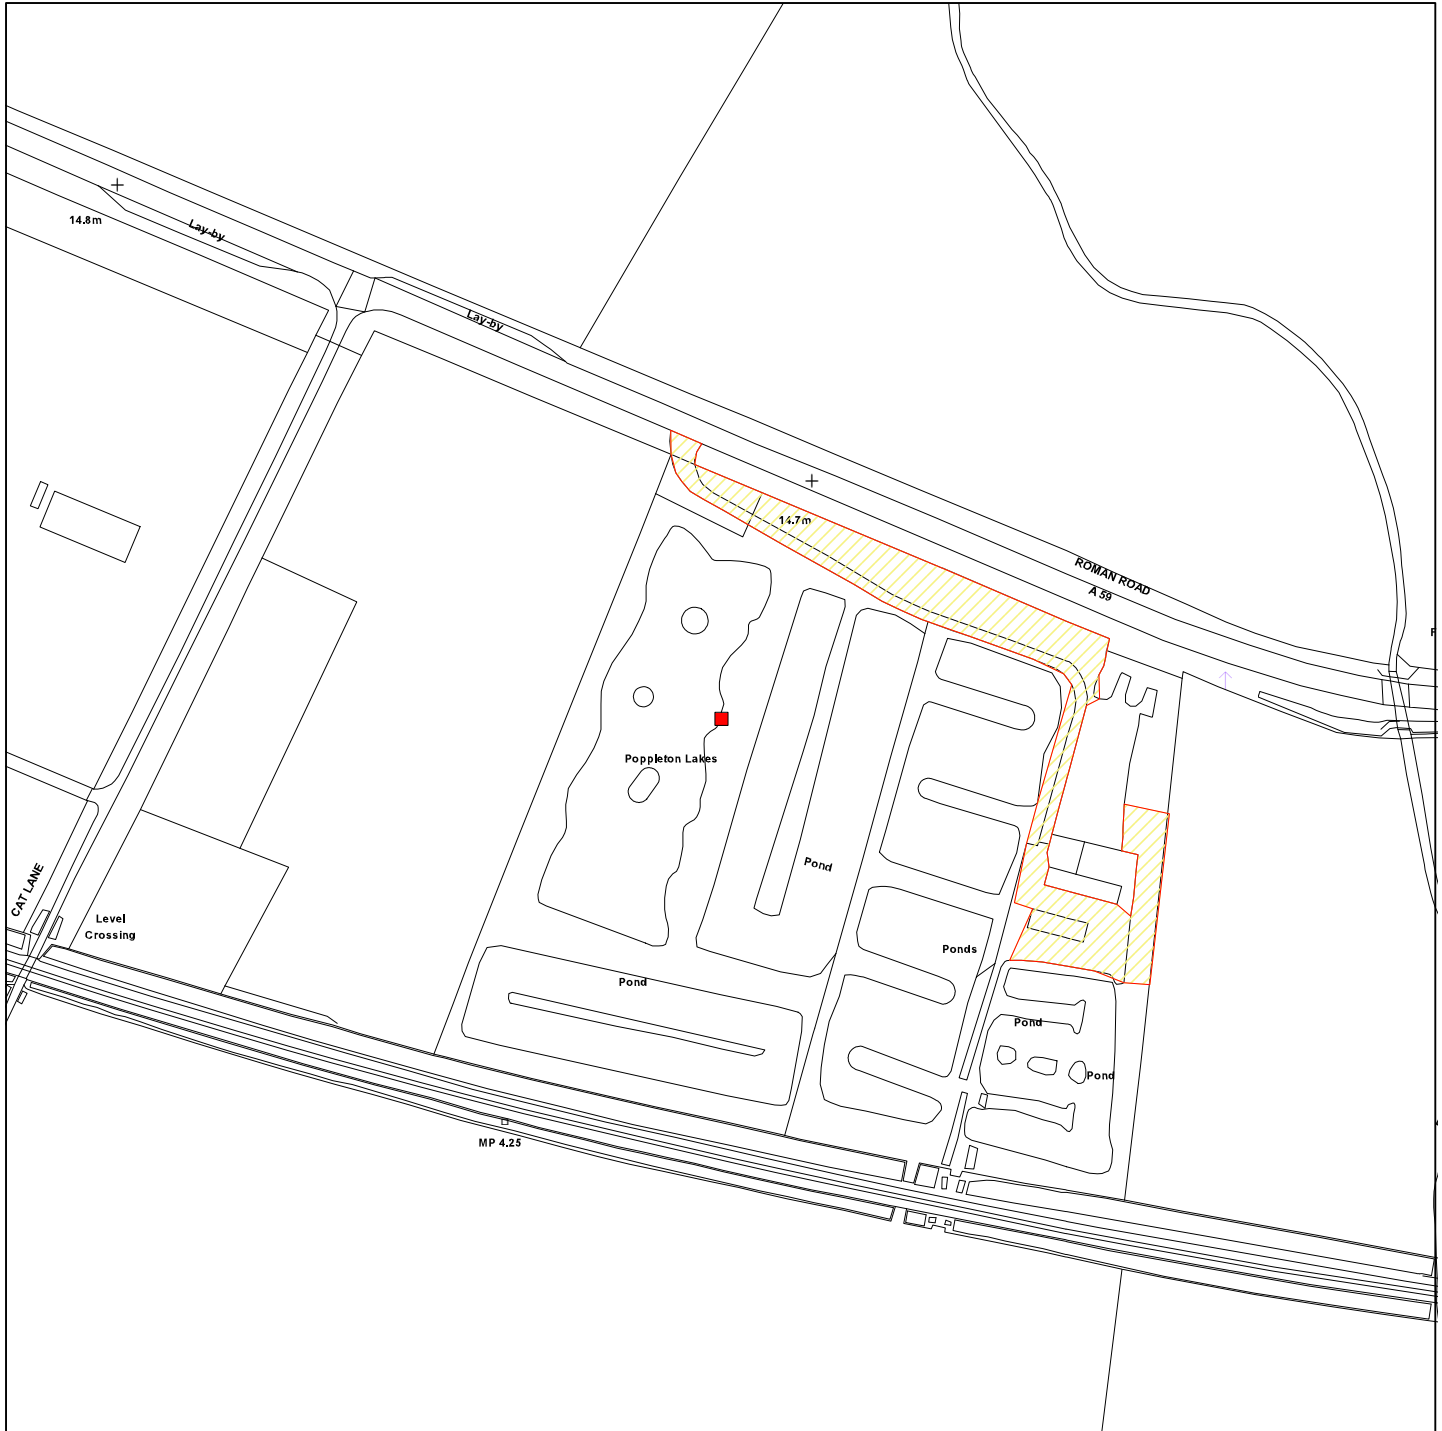 14.8m
Lay-by
Lay-by
14.7m
ROMAN ROAD
A 59
Poppleton Lakes
Pond
CAT LANE
Level
Crossing
Ponds
Pond
Pond
Pond
MP 4.25